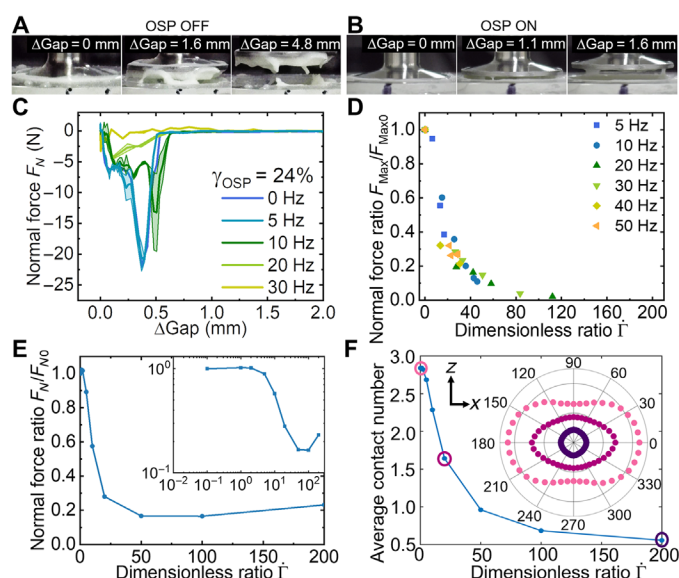 A
OSP OFF
ΔGap = 0 mm
ΔGap = 1.6 mm
ΔGap = 4.8 mm
B
OSP ON
ΔGap = 0 mm
ΔGap = 1.1 mm
ΔGap = 1.6 mm
C
Normal force F_N (N)
0
−5
−10
−15
−20
−25
γ_OSP = 24%
0 Hz
5 Hz
10 Hz
20 Hz
30 Hz
0.0 0.5 1.0 1.5 2.0
ΔGap (mm)
D
Normal force ratio F_Max/F_Max0
1.0
0.8
0.6
0.4
0.2
0.0
5 Hz
10 Hz
20 Hz
30 Hz
40 Hz
50 Hz
0 40 80 120 160 200
Dimensionless ratio Γ̇
E
Normal force ratio F_N/F_N0
1.0
0.8
0.6
0.4
0.2
0.0
10⁰
10⁻¹
10⁻² 10⁻¹ 10⁰ 10¹ 10²
0 50 100 150 200
Dimensionless ratio Γ̇
F
Average contact number
3.0
2.5
2.0
1.5
1.0
0.5
z
x
90
120 60
150 30
180 0
210 330
240 300
270
0 50 100 150 200
Dimensionless ratio Γ̇